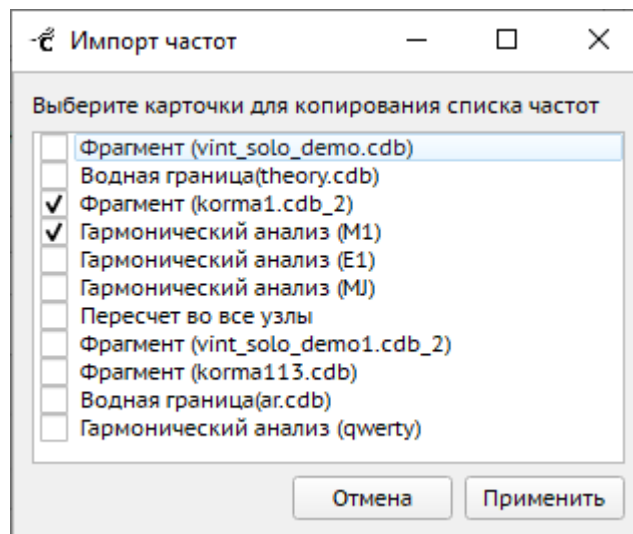 Импорт частот
Выберите карточки для копирования списка частот
Фрагмент (vint_solo_demo.cdb)
Водная граница(theory.cdb)
Фрагмент (korma1.cdb_2)
Гармонический анализ (M1)
Гармонический анализ (E1)
Гармонический анализ (MJ)
Пересчет во все узлы
Фрагмент (vint_solo_demo1.cdb_2)
Фрагмент (korma113.cdb)
Водная граница(ar.cdb)
Гармонический анализ (qwerty)
Отмена Применить